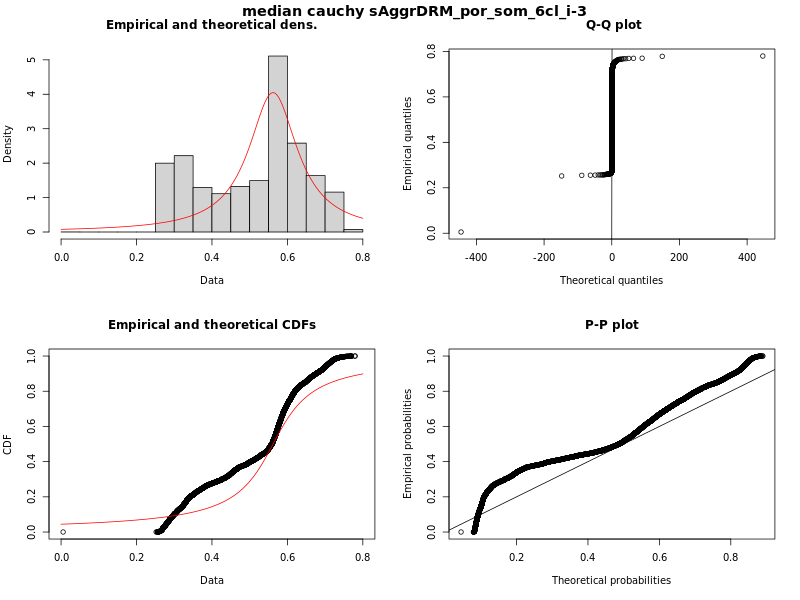 median cauchy sAggrDRM_por_som_6cl_i-3
Empirical and theoretical dens.
Density
0 1 2 3 4 5
0.0 0.2 0.4 0.6 0.8
Data
Q-Q plot
Empirical quantiles
0.0 0.2 0.4 0.6 0.8
-400 -200 0 200 400
Theoretical quantiles
Empirical and theoretical CDFs
CDF
0.0 0.2 0.4 0.6 0.8 1.0
0.0 0.2 0.4 0.6 0.8
Data
P-P plot
Empirical probabilities
0.0 0.2 0.4 0.6 0.8 1.0
0.2 0.4 0.6 0.8
Theoretical probabilities